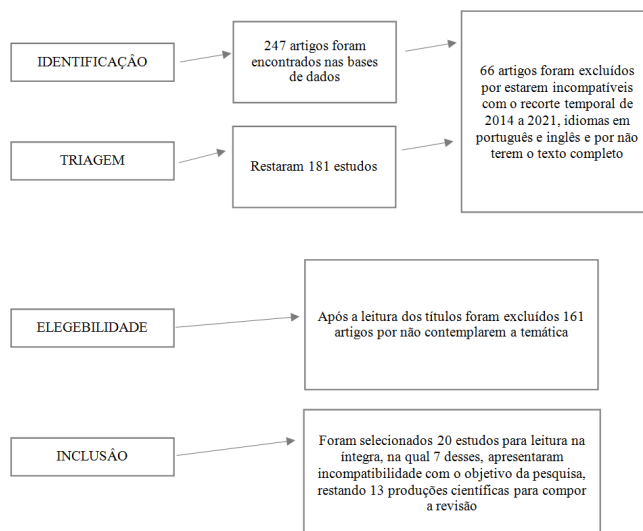 IDENTIFICAÇÂO
247 artigos foram
encontrados nas bases
de dados
66 artigos foram excluídos
por estarem incompatíveis
com o recorte temporal de
2014 a 2021, idiomas em
português e inglês e por não
terem o texto completo
TRIAGEM
Restaram 181 estudos
ELEGEBILIDADE
Após a leitura dos títulos foram excluídos 161
artigos por não contemplarem a temática
INCLUSÂO
Foram selecionados 20 estudos para leitura na
íntegra, na qual 7 desses, apresentaram
incompatibilidade com o objetivo da pesquisa,
restando 13 produções científicas para compor
a revisão